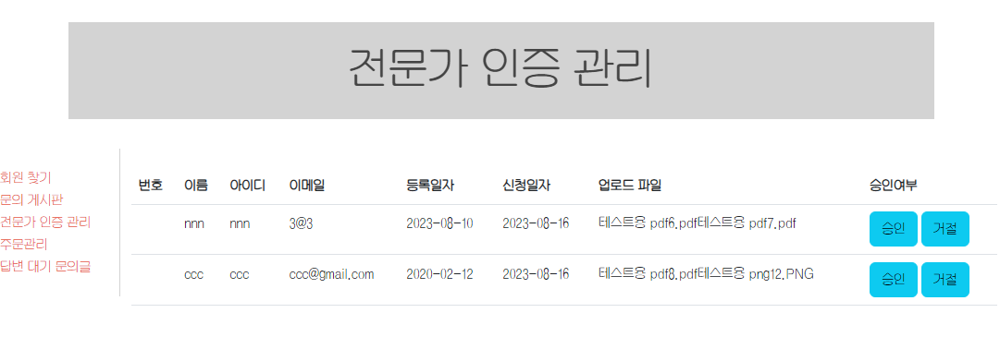 전문가 인증 관리
회원 찾기
문의 게시판
전문가 인증 관리
주문관리
답변 대기 문의글
번호 이름 아이디 이메일 등록일자 신청일자 업로드 파일 승인여부
nnn nnn 3@3 2023-08-10 2023-08-16 테스트용 pdf6.pdf테스트용 pdf7.pdf 승인 거절
ccc ccc ccc@gmail.com 2020-02-12 2023-08-16 테스트용 pdf8.pdf테스트용 png12.PNG 승인 거절